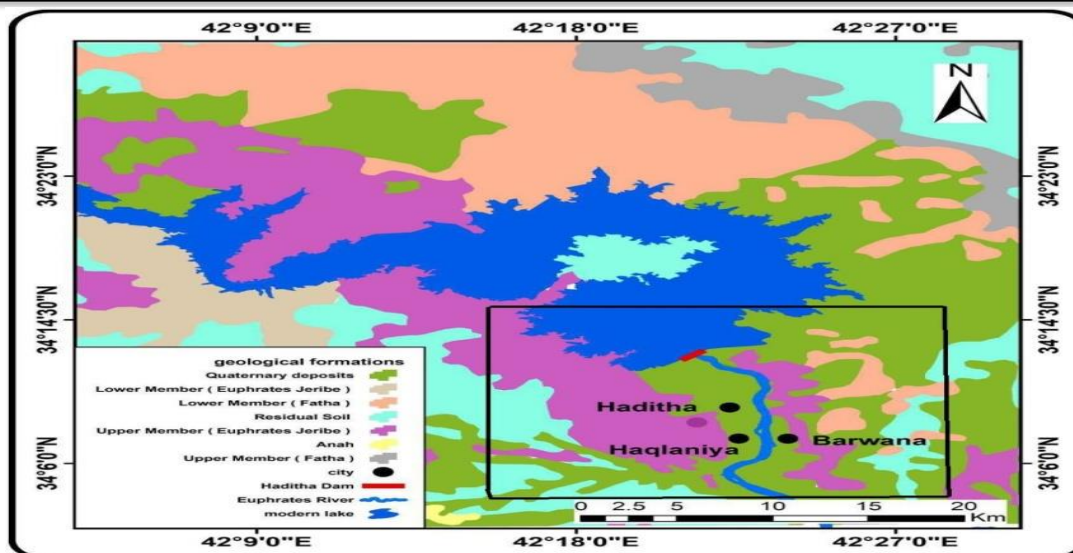 42°9'0"E 42°18'0"E 42°27'0"E
N
34°23'0"N 34°23'0"N
34°14'30"N 34°14'30"N
geological formations
Quaternary deposits
Lower Member ( Euphrates Jeribe )
Lower Member ( Fatha )
Residual Soil
Upper Member ( Euphrates Jeribe )
Anah
Upper Member ( Fatha )
city
Haditha Dam
Euphrates River
modern lake
Haditha
Haqlaniya
Barwana
34°6'0"N 34°6'0"N
0 2.5 5 10 15 20
Km
42°9'0"E 42°18'0"E 42°27'0"E